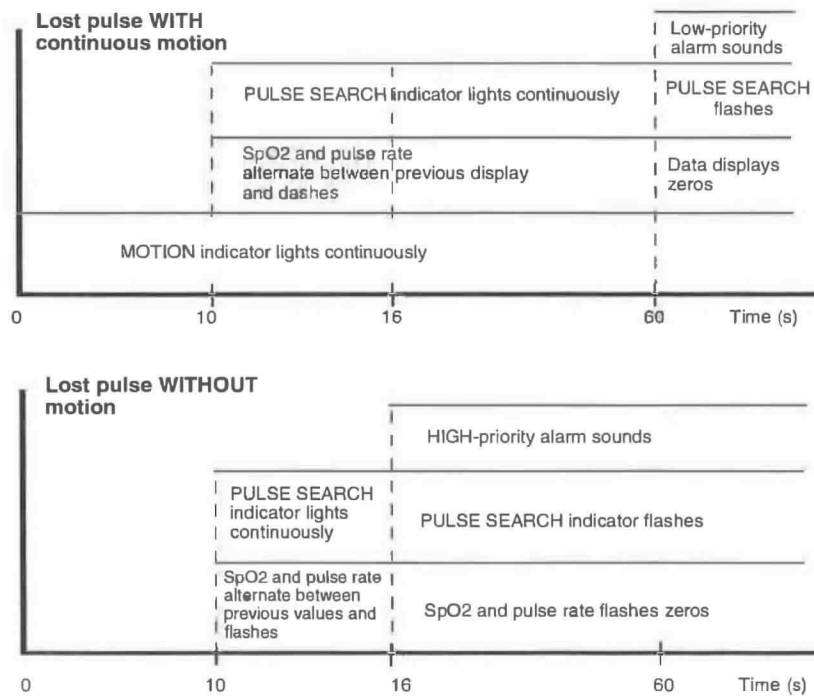 Lost pulse WITH
continuous motion
Low-priority
alarm sounds
PULSE SEARCH indicator lights continuously
PULSE SEARCH
flashes
SpO2 and pulse rate
alternate between previous display
and dashes
Data displays
zeros
MOTION indicator lights continuously
0 10 16 60 Time (s)
Lost pulse WITHOUT
motion
HIGH-priority alarm sounds
PULSE SEARCH
indicator lights
continuously
PULSE SEARCH indicator flashes
SpO2 and pulse rate
alternate between
previous values and
flashes
SpO2 and pulse rate flashes zeros
0 10 16 60 Time (s)